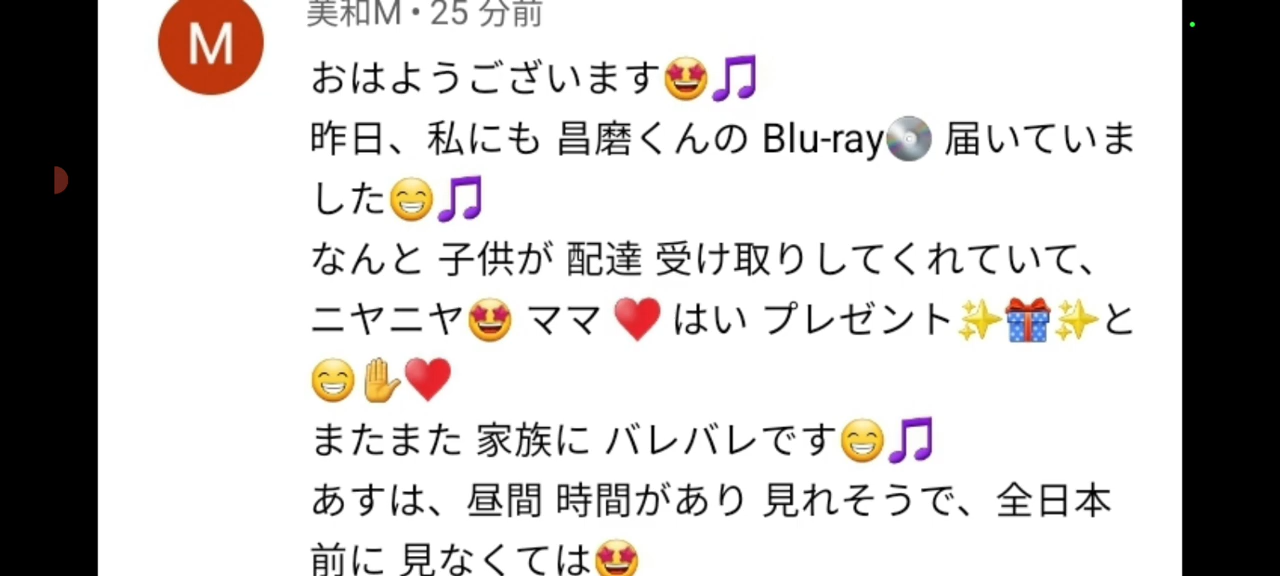 美和M • 25 分前
M
おはようございます🤩🎵
昨日、私にも 昌磨くんの Blu-ray💿 届いていま
した😁🎵
なんと 子供が 配達 受け取りしてくれていて、
ニヤニヤ🤩 ママ ♥️ はい プレゼント✨🎁✨と
😁✋♥️
またまた 家族に バレバレです😁🎵
あすは、昼間 時間があり 見れそうで、全日本
前に 見なくては🤩